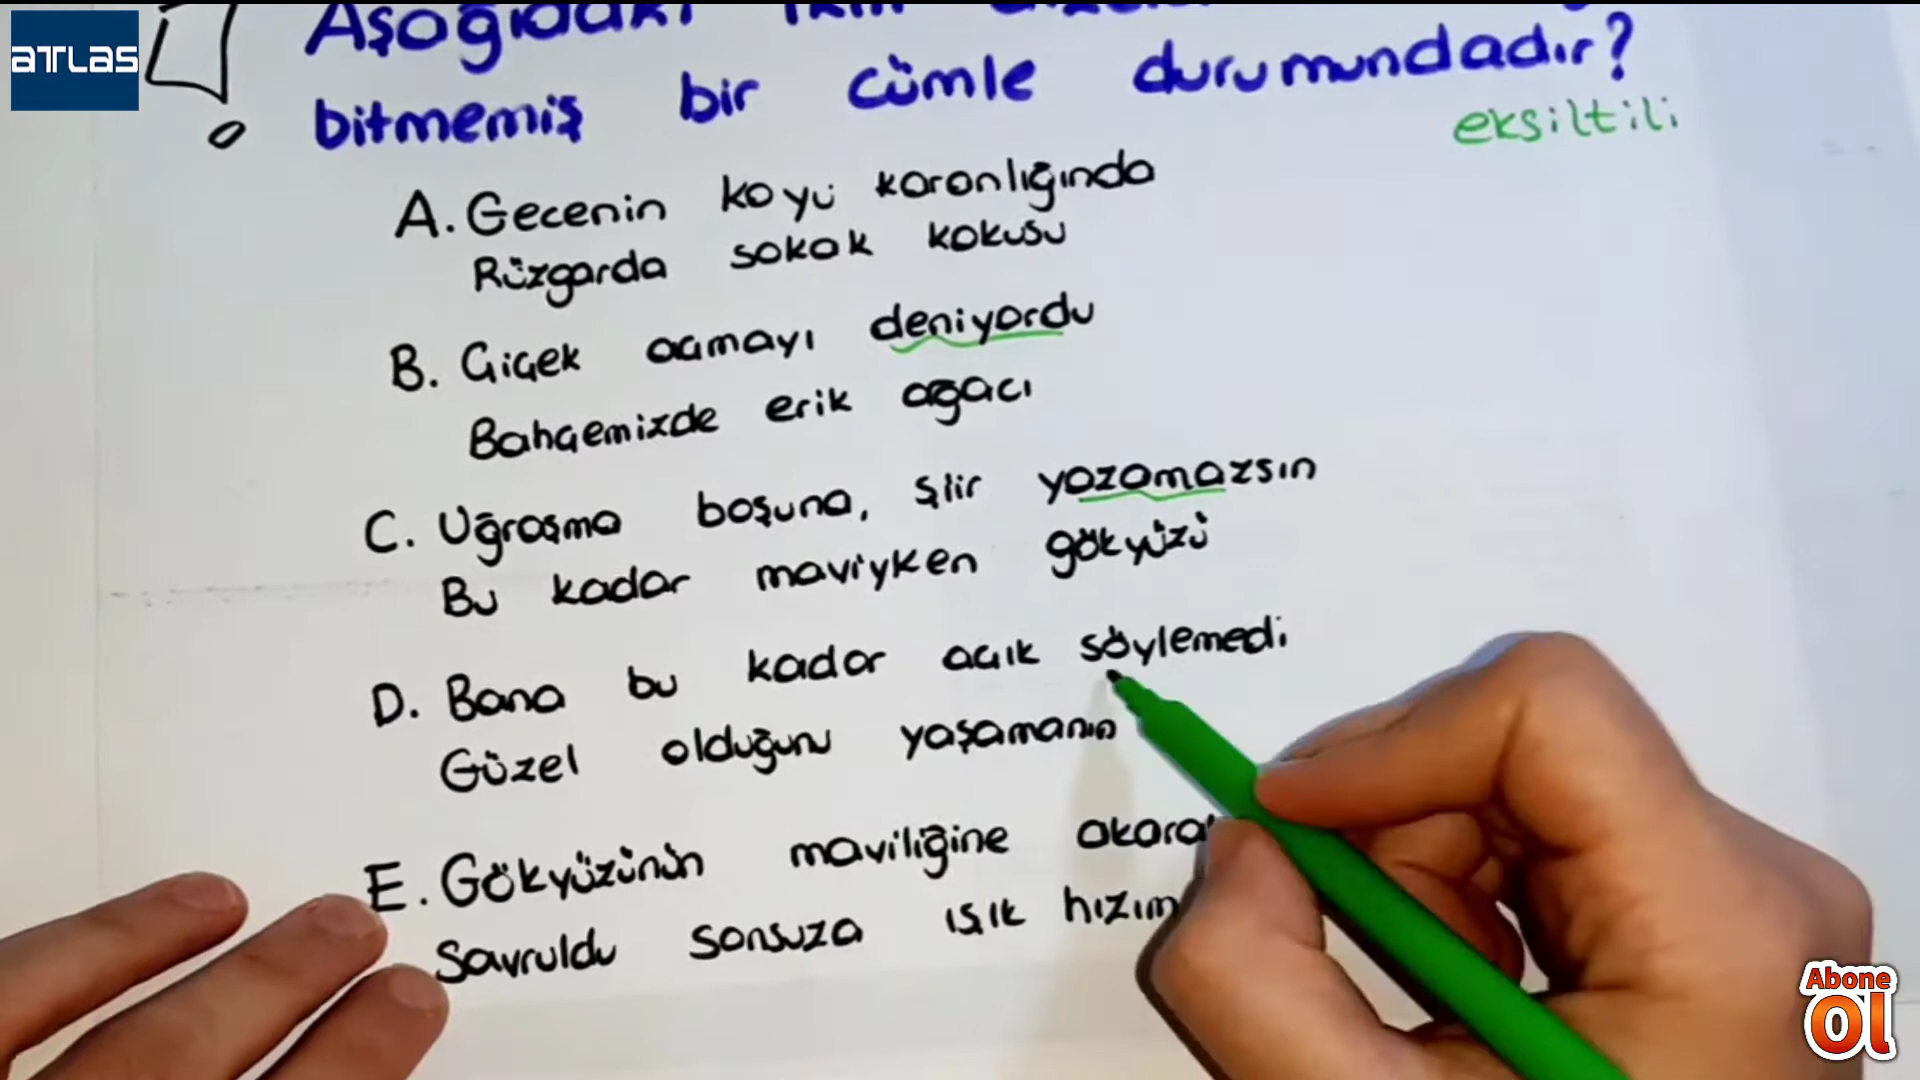 ATLAS
Aşağıdaki
bitmemiş bir cümle durumundadır?
eksiltili
A. Gecenin koyu karanlığında
Rüzgarda sokak kokusu
B. Çiçek açmayı deniyordu
Bahçemizde erik ağacı
C. Uğraşma boşuna, şiir yazamazsın
Bu kadar maviyken gökyüzü
D. Bana bu kadar açık söylemedi
Güzel olduğunu yaşamanın
E. Gökyüzünün maviliğine
Savruldu sonsuza ışık
Abone
Ol